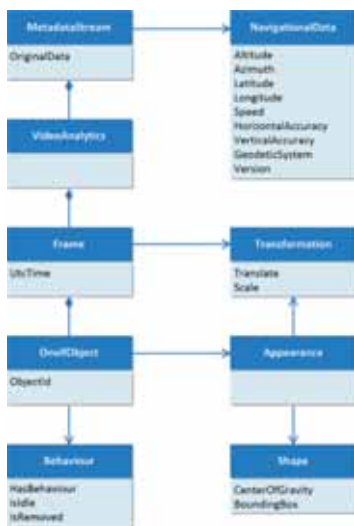 MetadataStream
OriginalData
NavigationalData
Altitude
Azimuth
Latitude
Longitude
Speed
HorizontalAccuracy
VerticalAccuracy
GeodeticSystem
Version
VideoAnalytics
Frame
UtcTime
Transformation
Translate
Scale
OnvifObject
ObjectId
Appearance
Behaviour
HasBehaviour
IsIdle
IsRemoved
Shape
CenterOfGravity
BoundingBox